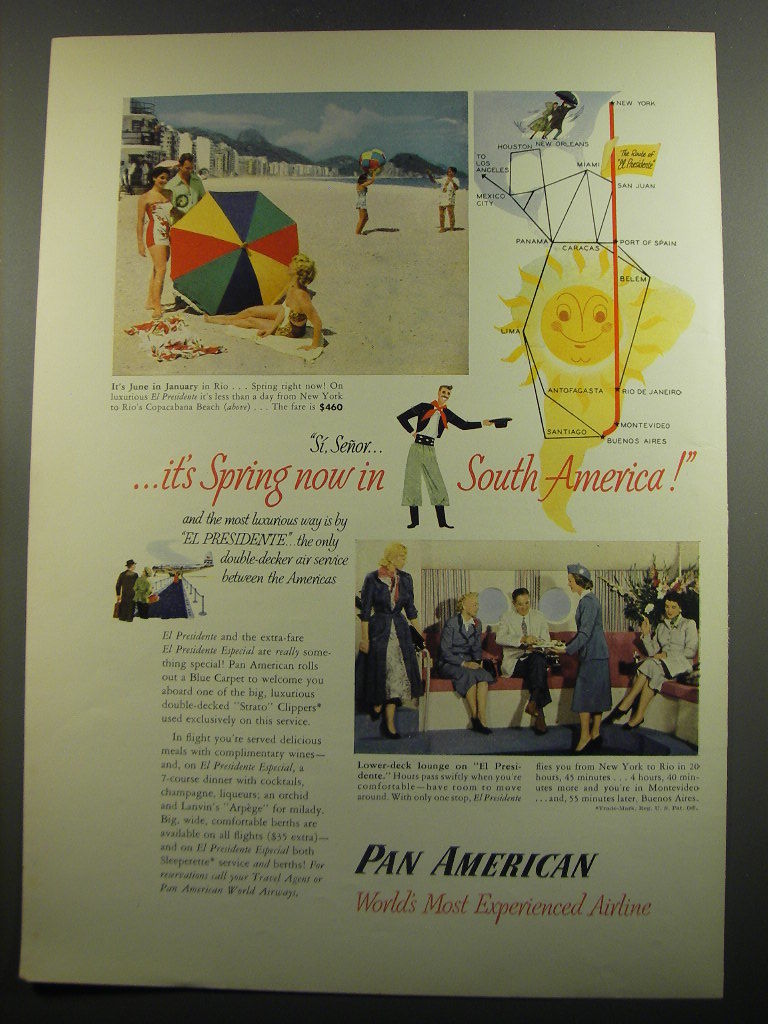 NEW YORK
HOUSTON
NEW ORLEANS
TO
LOS
ANGELES
MIAMI
The Route of
"El Presidente"
SAN JUAN
MEXICO
CITY
PANAMA
CARACAS
PORT OF SPAIN
BELEM
LIMA
ANTOFAGASTA
RIO DE JANEIRO
SANTIAGO
MONTEVIDEO
BUENOS AIRES
It's June in January in Rio . . . Spring right now! On
luxurious El Presidente it's less than a day from New York
to Rio's Copacabana Beach (above) . . . The fare is $460
"Sí, Señor...
...it's Spring now in South America!"
and the most luxurious way is by
"EL PRESIDENTE"...the only
double-decker air service
between the Americas
El Presidente and the extra-fare
El Presidente Especial are really some-
thing special! Pan American rolls
out a Blue Carpet to welcome you
aboard one of the big, luxurious
double-decked "Strato" Clippers*
used exclusively on this service.
In flight you're served delicious
meals with complimentary wines—
and, on El Presidente Especial, a
7-course dinner with cocktails,
champagne, liqueurs; an orchid
and Lanvin's "Arpège" for milady.
Big, wide, comfortable berths are
available on all flights ($35 extra)—
and on El Presidente Especial both
Sleeperette* service and berths! For
reservations call your Travel Agent or
Pan American World Airways.
Lower-deck lounge on "El Presi-
dente." Hours pass swiftly when you're
comfortable—have room to move
around. With only one stop, El Presidente
flies you from New York to Rio in 20
hours, 45 minutes . . . 4 hours, 40 min-
utes more and you're in Montevideo
. . . and, 55 minutes later, Buenos Aires.
*Trade-Mark, Reg. U. S. Pat. Off.
PAN AMERICAN
World's Most Experienced Airline